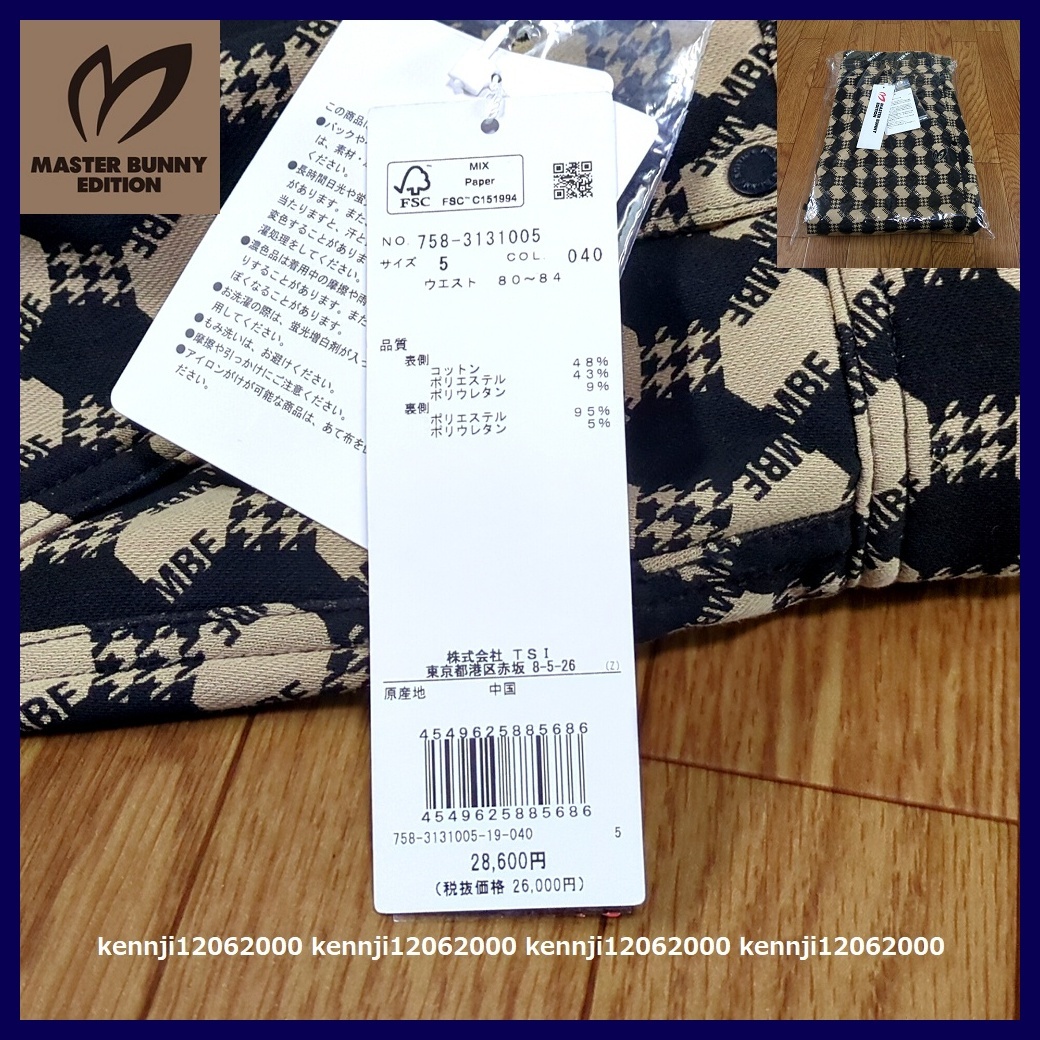 MASTER BUNNY
EDITION
この商品は
●バックや
は、素材・
ください。
●長時間日光や蛍
があります。また
当たりますと、汗と
変色することがありま
濯処理をしてください。
●濃色品は着用中の摩擦や雨
りすることがあります。また
ぽくなることがあります。
●お洗濯の際は、蛍光増白剤が入っ
用してください。
●もみ洗いは、お避けください。
●摩擦や引っかけにご注意ください。
●アイロンがけが可能な商品は、あて布を
ださい。
FSC
MIX
Paper
FSC™ C151994
NO. 758-3131005
サイズ 5 COL. 040
ウエスト 80～84
品質
表側
コットン 48%
ポリエステル 43%
ポリウレタン 9%
裏側
ポリエステル 95%
ポリウレタン 5%
株式会社 TSI
東京都港区赤坂 8-5-26 (Z)
原産地 中国
4549625885686
4549625885686
758-3131005-19-040 5
28,600円
(税抜価格 26,000円)
MBE
MBE
MBE
MBE
MBE
MASTER BUNNY
EDITION
kennji12062000 kennji12062000 kennji12062000 kennji12062000